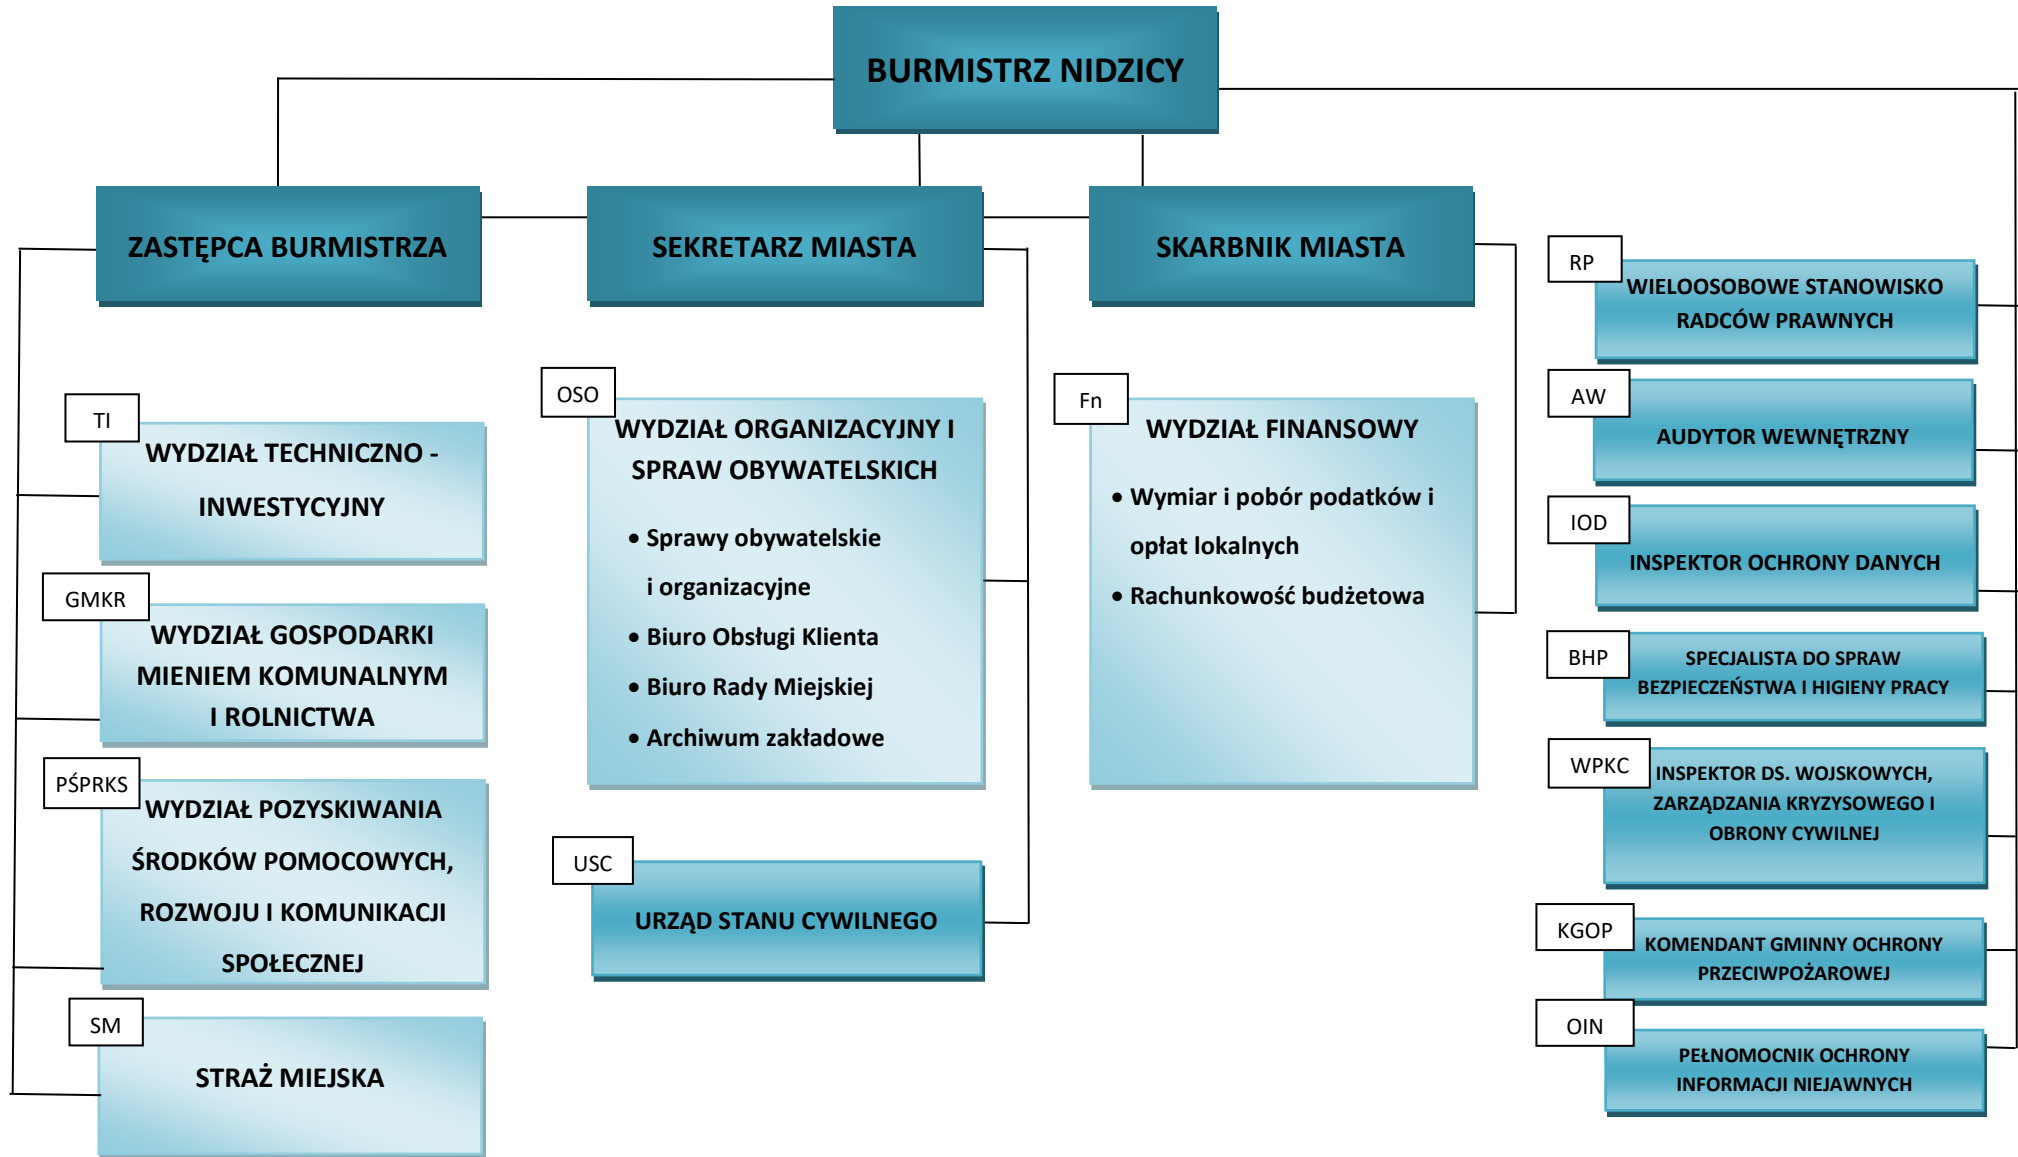 BURMISTRZ NIDZICY
ZASTĘPCA BURMISTRZA
SEKRETARZ MIASTA
SKARBNIK MIASTA
TI
WYDZIAŁ TECHNICZNO -
INWESTYCYJNY
GMKR
WYDZIAŁ GOSPODARKI
MIENIEM KOMUNALNYM
I ROLNICTWA
PŚPRKS
WYDZIAŁ POZYSKIWANIA
ŚRODKÓW POMOCOWYCH,
ROZWOJU I KOMUNIKACJI
SPOŁECZNEJ
SM
STRAŻ MIEJSKA
OSO
WYDZIAŁ ORGANIZACYJNY I
SPRAW OBYWATELSKICH
• Sprawy obywatelskie
i organizacyjne
• Biuro Obsługi Klienta
• Biuro Rady Miejskiej
• Archiwum zakładowe
USC
URZĄD STANU CYWILNEGO
Fn
WYDZIAŁ FINANSOWY
• Wymiar i pobór podatków i
opłat lokalnych
• Rachunkowość budżetowa
RP
WIELOOSOBOWE STANOWISKO
RADCÓW PRAWNYCH
AW
AUDYTOR WEWNĘTRZNY
IOD
INSPEKTOR OCHRONY DANYCH
BHP
SPECJALISTA DO SPRAW
BEZPIECZEŃSTWA I HIGIENY PRACY
WPKC
INSPEKTOR DS. WOJSKOWYCH,
ZARZĄDZANIA KRYZYSOWEGO I
OBRONY CYWILNEJ
KGOP
KOMENDANT GMINNY OCHRONY
PRZECIWPOŻAROWEJ
OIN
PEŁNOMOCNIK OCHRONY
INFORMACJI NIEJAWNYCH